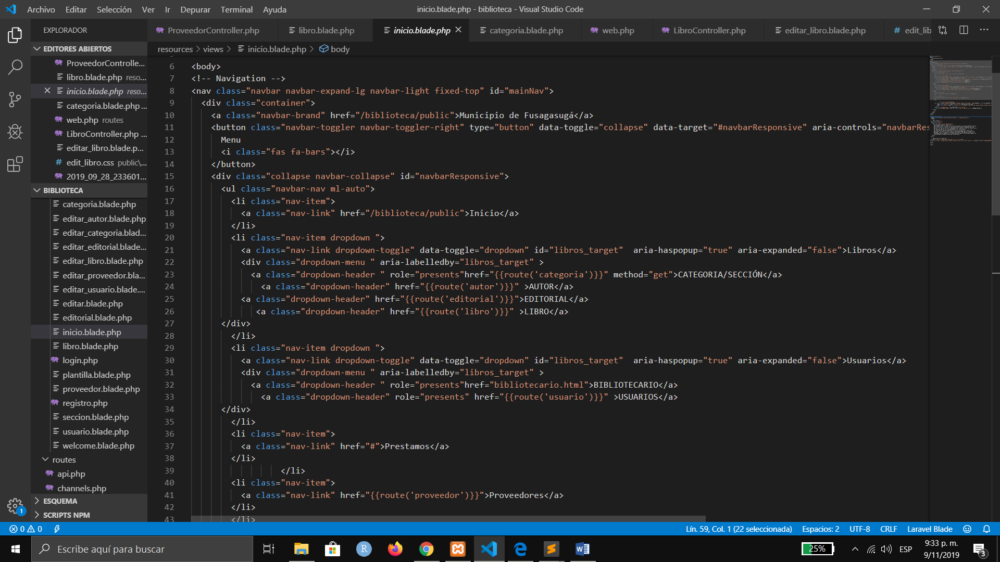 Archivo Editar Selección Ver Ir Depurar Terminal Ayuda
inicio.blade.php - biblioteca - Visual Studio Code
EXPLORADOR
ProveedorController.php libro.blade.php inicio.blade.php categoria.blade.php web.php LibroController.php editar_libro.blade.php # edit_lib
EDITORES ABIERTOS
ProveedorControlle...
libro.blade.php reso...
inicio.blade.php reso...
categoria.blade.php ...
web.php routes
LibroController.php ...
editar_libro.blade.p...
# edit_libro.css public\...
2019_09_28_233601...
BIBLIOTECA
categoria.blade.php
editar_autor.blade.php
editar_categoria.blad...
editar_editorial.blade...
editar_libro.blade.php
editar_proveedor.bla...
editar_usuario.blade....
editar.blade.php
editorial.blade.php
inicio.blade.php
libro.blade.php
login.php
plantilla.blade.php
proveedor.blade.php
registro.php
seccion.blade.php
usuario.blade.php
welcome.blade.php
routes
api.php
channels.php
ESQUEMA
SCRIPTS NPM
1
resources > views > inicio.blade.php > body
6 <body>
7 <!-- Navigation -->
8 <nav class="navbar navbar-expand-lg navbar-light fixed-top" id="mainNav">
9 <div class="container">
10 <a class="navbar-brand" href="/biblioteca/public">Municipio de Fusagasugá</a>
11 <button class="navbar-toggler navbar-toggler-right" type="button" data-toggle="collapse" data-target="#navbarResponsive" aria-controls="navbarRes
12 Menu
13 <i class="fas fa-bars"></i>
14 </button>
15 <div class="collapse navbar-collapse" id="navbarResponsive">
16 <ul class="navbar-nav ml-auto">
17 <li class="nav-item">
18 <a class="nav-link" href="/biblioteca/public">Inicio</a>
19 </li>
20 <li class="nav-item dropdown ">
21 <a class="nav-link dropdown-toggle" data-toggle="dropdown" id="libros_target"  aria-haspopup="true" aria-expanded="false">Libros</a>
22 <div class="dropdown-menu " aria-labelledby="libros_target" >
23 <a class="dropdown-header " role="presents"href="{{route('categoria')}}" method="get">CATEGORIA/SECCIÓN</a>
24 <a class="dropdown-header" href="{{route('autor')}}" >AUTOR</a>
25 <a class="dropdown-header" href="{{route('editorial')}}">EDITORIAL</a>
26 <a class="dropdown-header" href="{{route('libro')}}" >LIBRO</a>
27 </div>
28 </li>
29 <li class="nav-item dropdown ">
30 <a class="nav-link dropdown-toggle" data-toggle="dropdown" id="libros_target"  aria-haspopup="true" aria-expanded="false">Usuarios</a>
31 <div class="dropdown-menu " aria-labelledby="libros_target" >
32 <a class="dropdown-header " role="presents"href="bibliotecario.html">BIBLIOTECARIO</a>
33 <a class="dropdown-header" role="presents" href="{{route('usuario')}}" >USUARIOS</a>
34 </div>
35 </li>
36 <li class="nav-item">
37 <a class="nav-link" href="#">Prestamos</a>
38 </li>
39 </li>
40 <li class="nav-item">
41 <a class="nav-link" href="{{route('proveedor')}}">Proveedores</a>
42 </li>
43 </li>
0 0 Lín. 59, Col. 1 (22 seleccionada) Espacios: 2 UTF-8 CRLF Laravel Blade
Escribe aquí para buscar
R S W
25% ESP 9:33 p. m.
9/11/2019 3